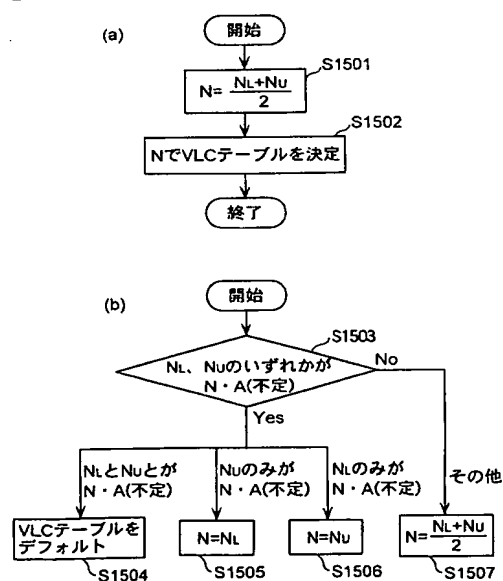 (a)
開始
S1501
N= NL+NU
2
S1502
NでVLCテーブルを決定
終了
(b)
開始
S1503
NL、NUのいずれかが
N・A(不定)
No
Yes
NLとNUとが
N・A(不定)
NUのみが
N・A(不定)
NLのみが
N・A(不定)
その他
VLCテーブルを
デフォルト
N=NL
N=NU
N= NL+NU
2
S1504
S1505
S1506
S1507